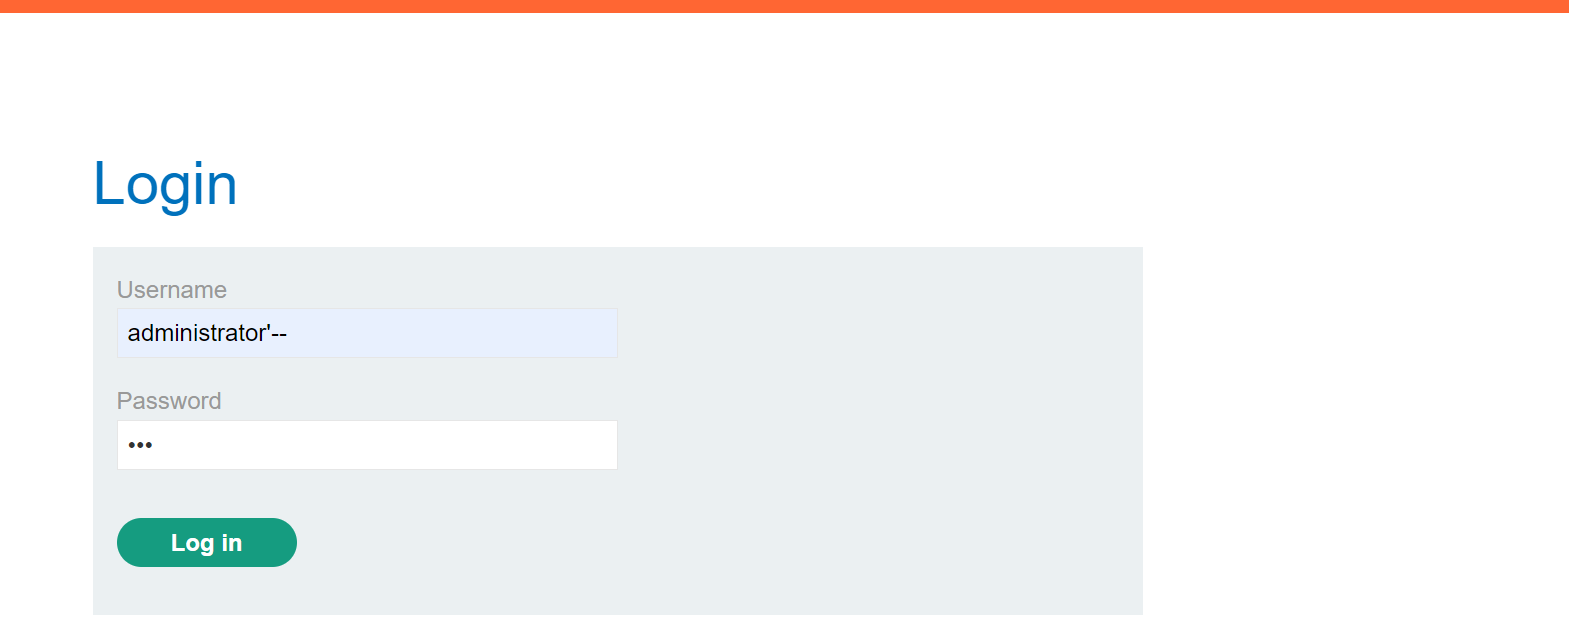 Login
Username
administrator'--
Password
•••
Log in